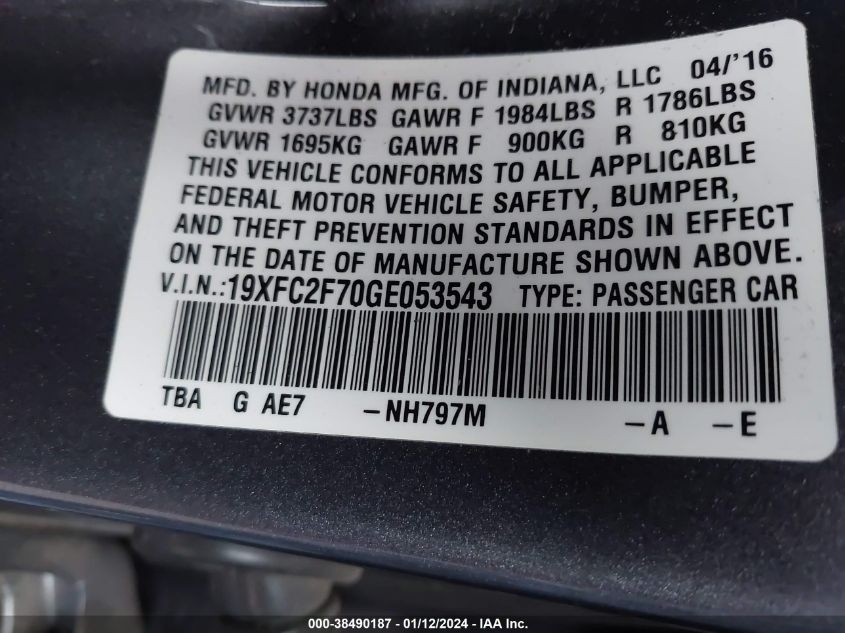 MFD. BY HONDA MFG. OF INDIANA, LLC 04/'16
GVWR 3737LBS GAWR F 1984LBS R 1786LBS
GVWR 1695KG GAWR F 900KG R 810KG
THIS VEHICLE CONFORMS TO ALL APPLICABLE
FEDERAL MOTOR VEHICLE SAFETY, BUMPER,
AND THEFT PREVENTION STANDARDS IN EFFECT
ON THE DATE OF MANUFACTURE SHOWN ABOVE.
V.I.N.:19XFC2F70GE053543 TYPE: PASSENGER CAR
TBA G AE7 -NH797M -A -E
000-38490187 - 01/12/2024 - IAA Inc.